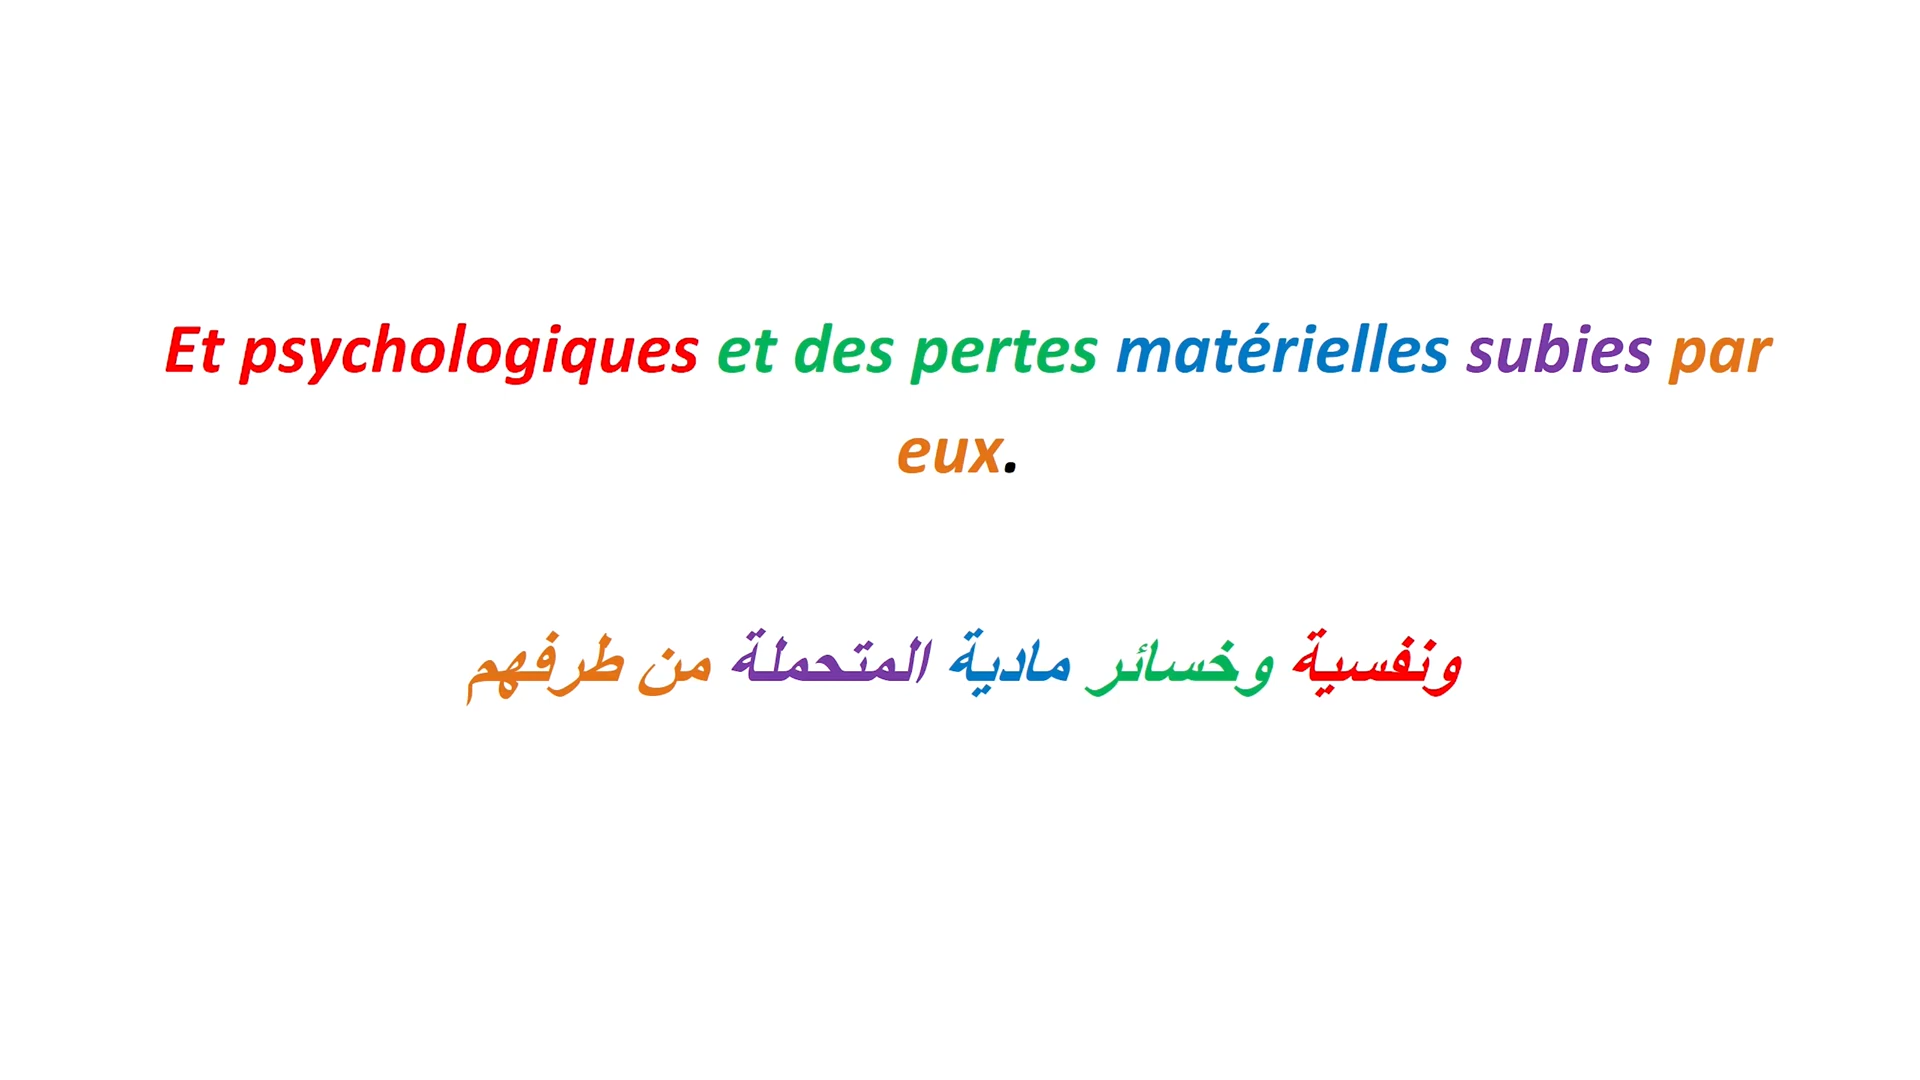 Et psychologiques et des pertes matérielles subies par
eux.
ونفسية وخسائر مادية المتحملة من طرفهم